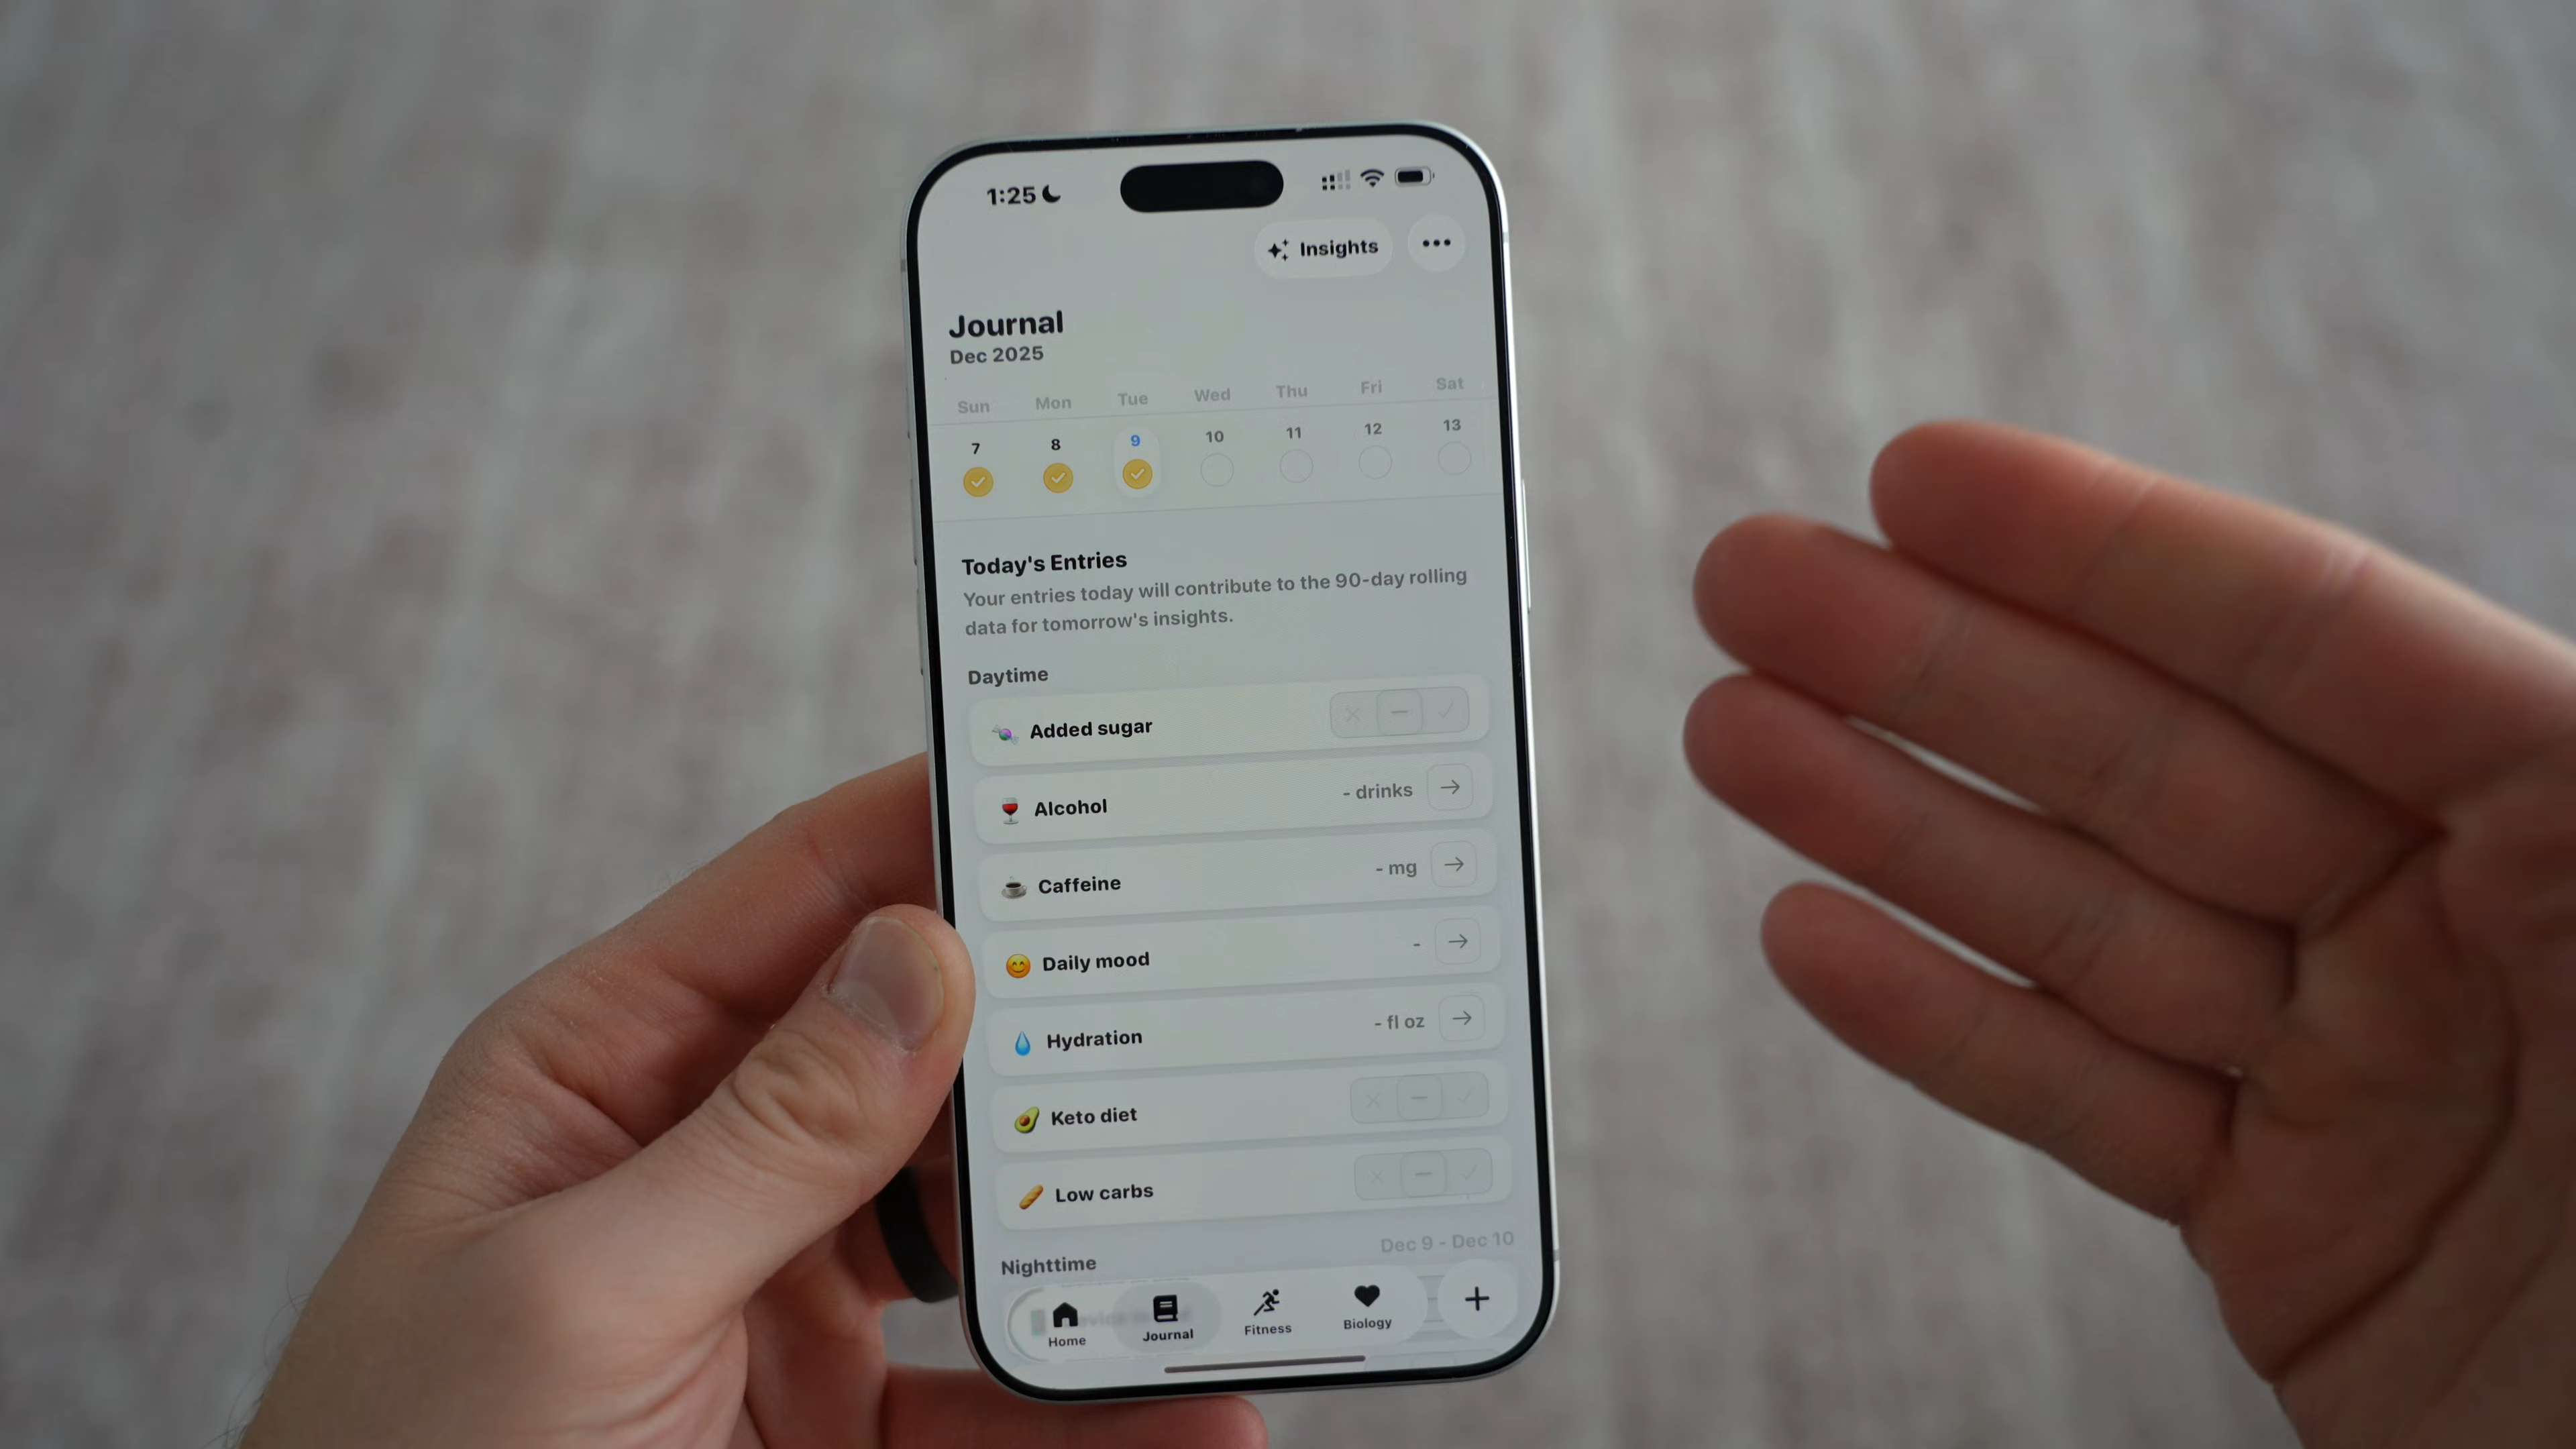 1:25
Insights
Journal
Dec 2025
Sun Mon Tue Wed Thu Fri Sat
7 8 9 10 11 12 13
Today's Entries
Your entries today will contribute to the 90-day rolling
data for tomorrow's insights.
Daytime
Added sugar
Alcohol - drinks
Caffeine - mg
Daily mood -
Hydration - fl oz
Keto diet
Low carbs
Nighttime Dec 9 - Dec 10
Home Journal Fitness Biology